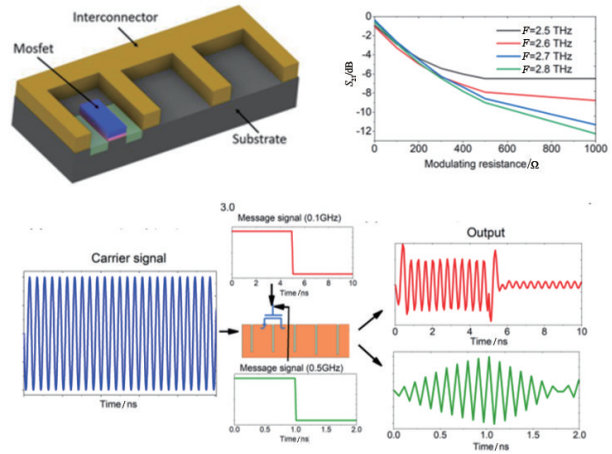 Interconnector
Mosfet
Substrate
S21/dB
0
-2
-4
-6
-8
-10
-12
F=2.5 THz
F=2.6 THz
F=2.7 THz
F=2.8 THz
0 200 400 600 800 1000
Modulating resistance/Ω
3.0
Message signal (0.1GHz)
0 2 4 6 8 10
Time/ns
Carrier signal
Time/ns
Output
0 2 4 6 8 10
Time/ns
Message signal (0.5GHz)
0.0 0.5 1.0 1.5 2.0
Time/ns
0.0 0.5 1.0 1.5 2.0
Time/ns